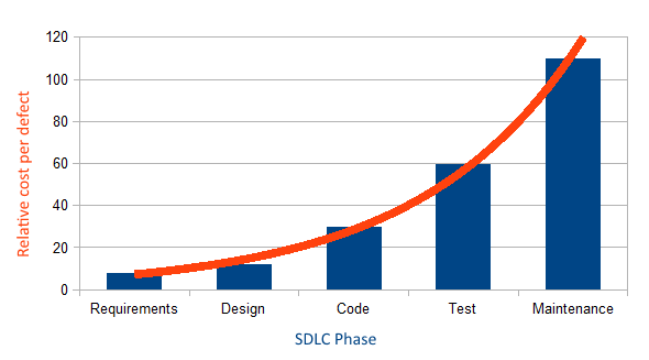 120
100
80
60
40
20
0
Relative cost per defect
Requirements Design Code Test Maintenance
SDLC Phase